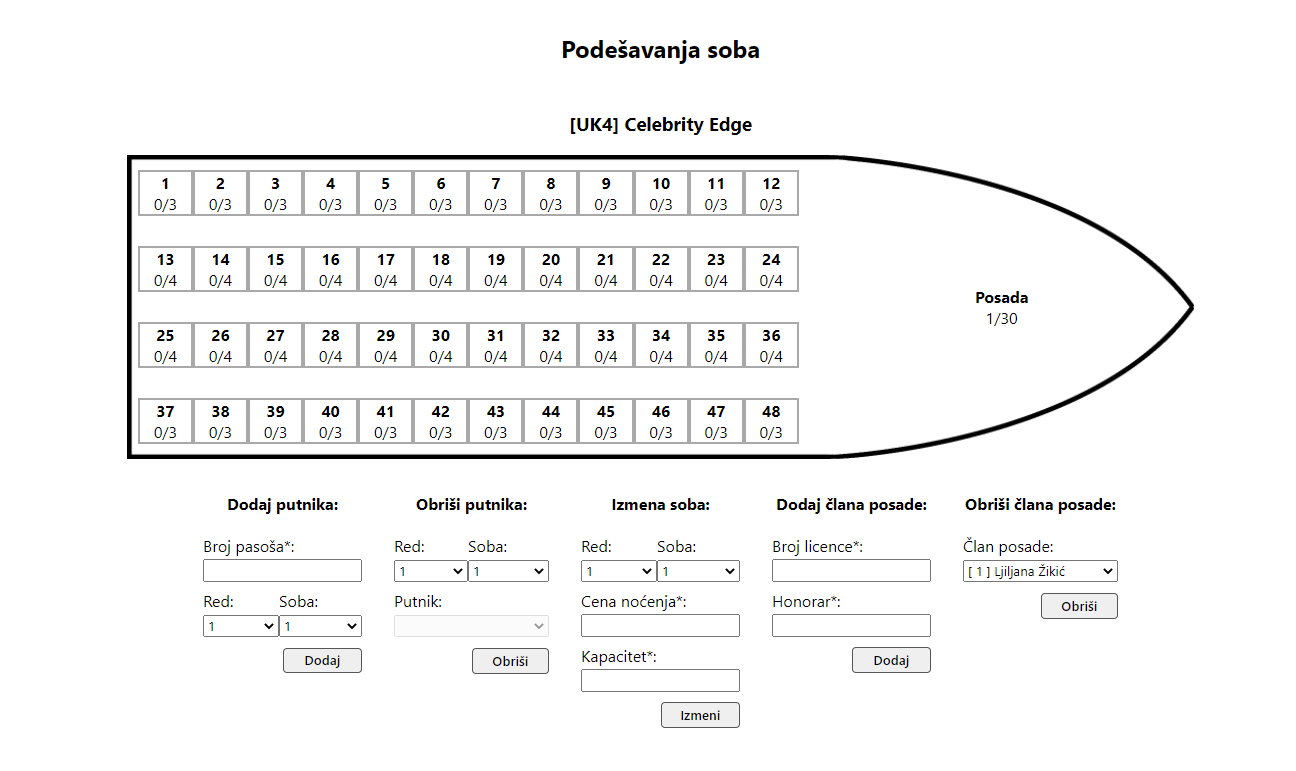 Podešavanja soba
[UK4] Celebrity Edge
1 2 3 4 5 6 7 8 9 10 11 12
0/3 0/3 0/3 0/3 0/3 0/3 0/3 0/3 0/3 0/3 0/3 0/3
13 14 15 16 17 18 19 20 21 22 23 24
0/4 0/4 0/4 0/4 0/4 0/4 0/4 0/4 0/4 0/4 0/4 0/4
Posada
1/30
25 26 27 28 29 30 31 32 33 34 35 36
0/4 0/4 0/4 0/4 0/4 0/4 0/4 0/4 0/4 0/4 0/4 0/4
37 38 39 40 41 42 43 44 45 46 47 48
0/3 0/3 0/3 0/3 0/3 0/3 0/3 0/3 0/3 0/3 0/3 0/3
Dodaj putnika:
Broj pasoša*:
Red: Soba:
1 1
Dodaj
Obriši putnika:
Red: Soba:
1 1
Putnik:
Obriši
Izmena soba:
Red: Soba:
1 1
Cena noćenja*:
Kapacitet*:
Izmeni
Dodaj člana posade:
Broj licence*:
Honorar*:
Dodaj
Obriši člana posade:
Član posade:
[ 1 ] Ljiljana Žikić
Obriši